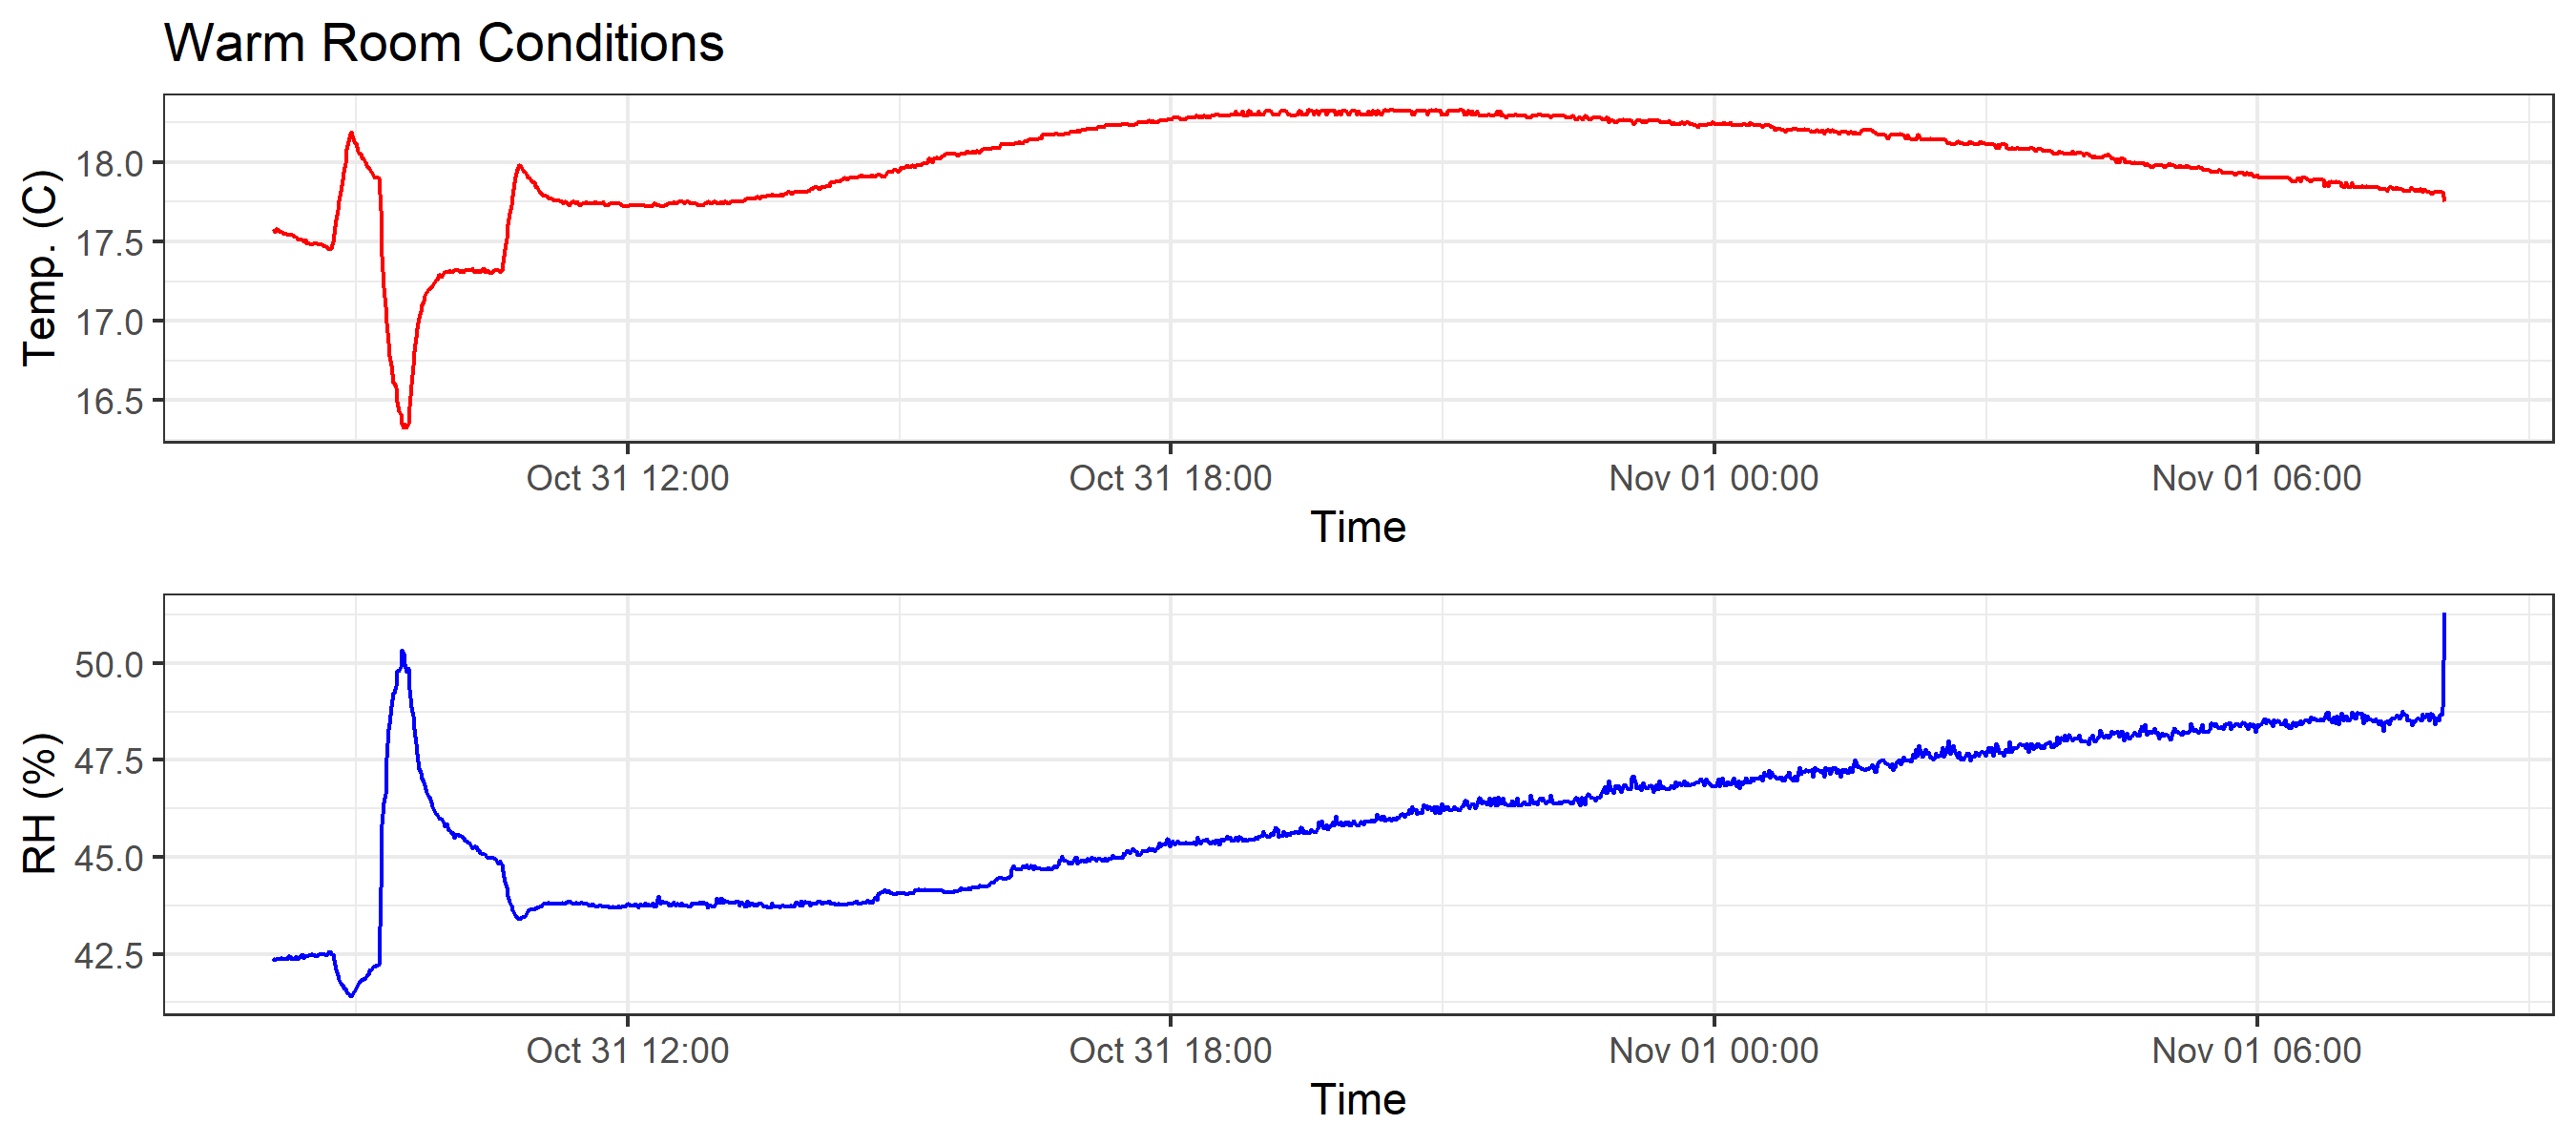 Warm Room Conditions
Temp. (C)
18.0
17.5
17.0
16.5
Oct 31 12:00 Oct 31 18:00 Nov 01 00:00 Nov 01 06:00
Time
RH (%)
50.0
47.5
45.0
42.5
Oct 31 12:00 Oct 31 18:00 Nov 01 00:00 Nov 01 06:00
Time